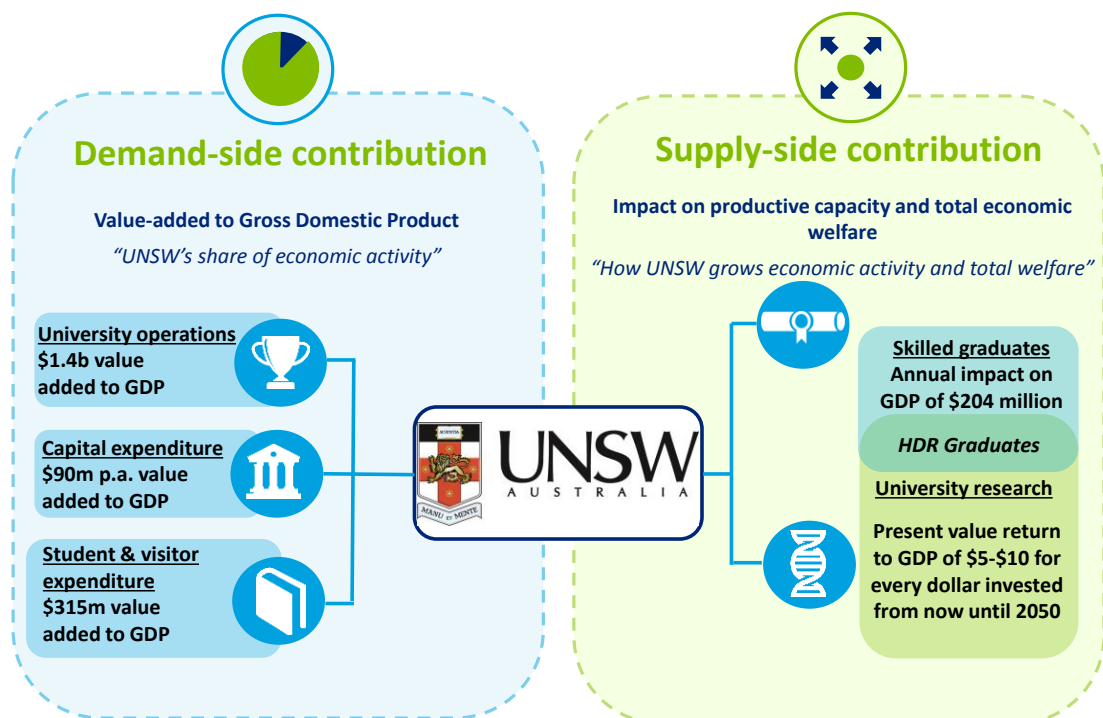 Demand-side contribution
Value-added to Gross Domestic Product
“UNSW’s share of economic activity”
University operations
$1.4b value
added to GDP
Capital expenditure
$90m p.a. value
added to GDP
Student & visitor
expenditure
$315m value
added to GDP
SCIENTIA
MANU ET MENTE
UNSW
AUSTRALIA
Supply-side contribution
Impact on productive capacity and total economic
welfare
“How UNSW grows economic activity and total welfare”
Skilled graduates
Annual impact on
GDP of $204 million
HDR Graduates
University research
Present value return
to GDP of $5-$10 for
every dollar invested
from now until 2050